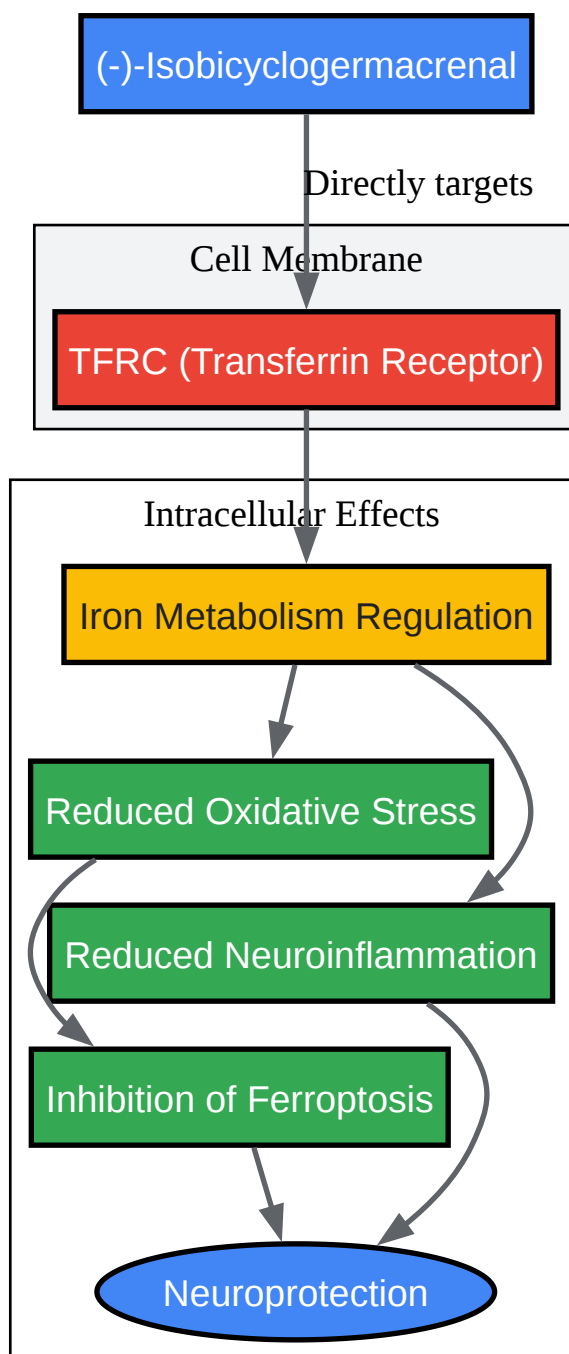 (-)-Isobicyclogermacrenal
Directly targets
Cell Membrane
TFRC (Transferrin Receptor)
Intracellular Effects
Iron Metabolism Regulation
Reduced Oxidative Stress
Reduced Neuroinflammation
Inhibition of Ferroptosis
Neuroprotection